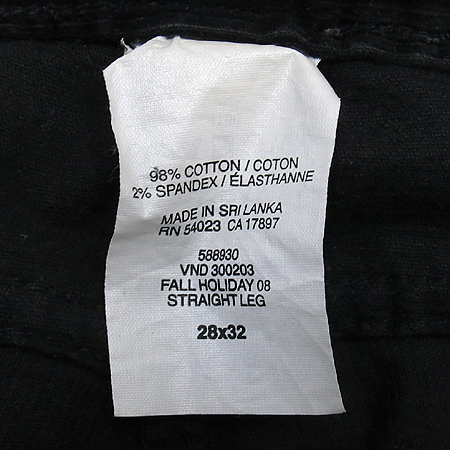 98% COTTON / COTON
2% SPANDEX / ÉLASTHANNE
MADE IN SRI LANKA
RN 54023 CA 17897
588930
VND 300203
FALL HOLIDAY 08
STRAIGHT LEG
28x32